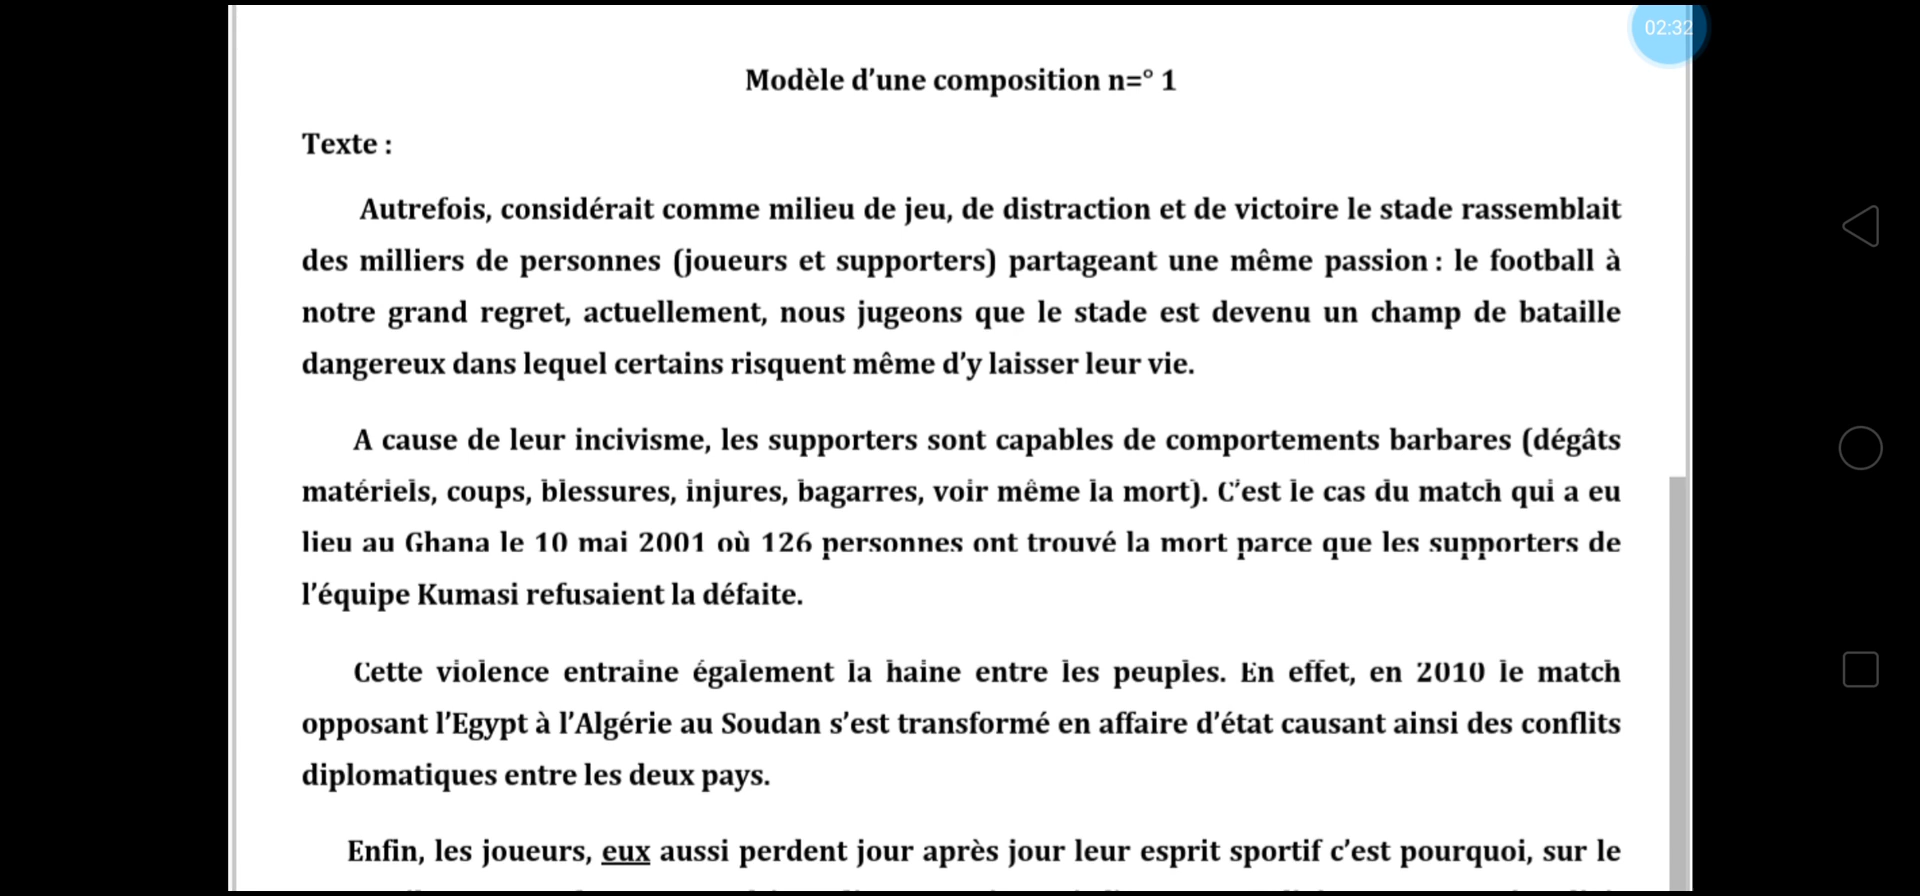 02:32
Modèle d'une composition n=° 1
Texte :
Autrefois, considérait comme milieu de jeu, de distraction et de victoire le stade rassemblait
des milliers de personnes (joueurs et supporters) partageant une même passion : le football à
notre grand regret, actuellement, nous jugeons que le stade est devenu un champ de bataille
dangereux dans lequel certains risquent même d'y laisser leur vie.
A cause de leur incivisme, les supporters sont capables de comportements barbares (dégâts
matériels, coups, blessures, injures, bagarres, voir même la mort). C'est le cas du match qui a eu
lieu au Ghana le 10 mai 2001 où 126 personnes ont trouvé la mort parce que les supporters de
l'équipe Kumasi refusaient la défaite.
Cette violence entraine également la haine entre les peuples. En effet, en 2010 le match
opposant l'Egypt à l'Algérie au Soudan s'est transformé en affaire d'état causant ainsi des conflits
diplomatiques entre les deux pays.
Enfin, les joueurs, eux aussi perdent jour après jour leur esprit sportif c'est pourquoi, sur le